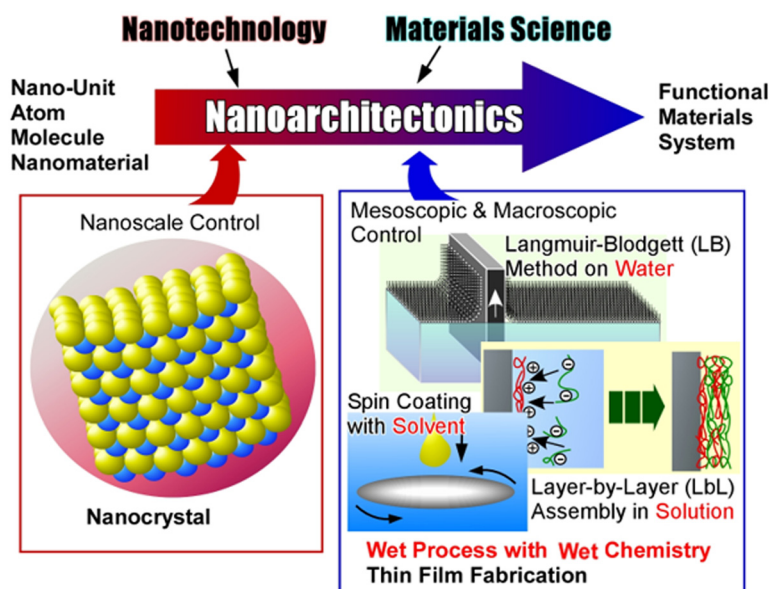 Nanotechnology
Materials Science
Nano-Unit
Atom
Molecule
Nanomaterial
Nanoarchitectonics
Functional
Materials
System
Nanoscale Control
Nanocrystal
Mesoscopic & Macroscopic
Control
Langmuir-Blodgett (LB)
Method on Water
Spin Coating
with Solvent
Layer-by-Layer (LbL)
Assembly in Solution
Wet Process with Wet Chemistry
Thin Film Fabrication